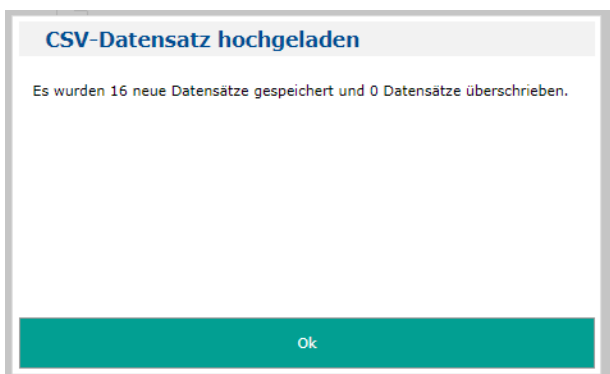 CSV-Datensatz hochgeladen
Es wurden 16 neue Datensätze gespeichert und 0 Datensätze überschrieben.
Ok